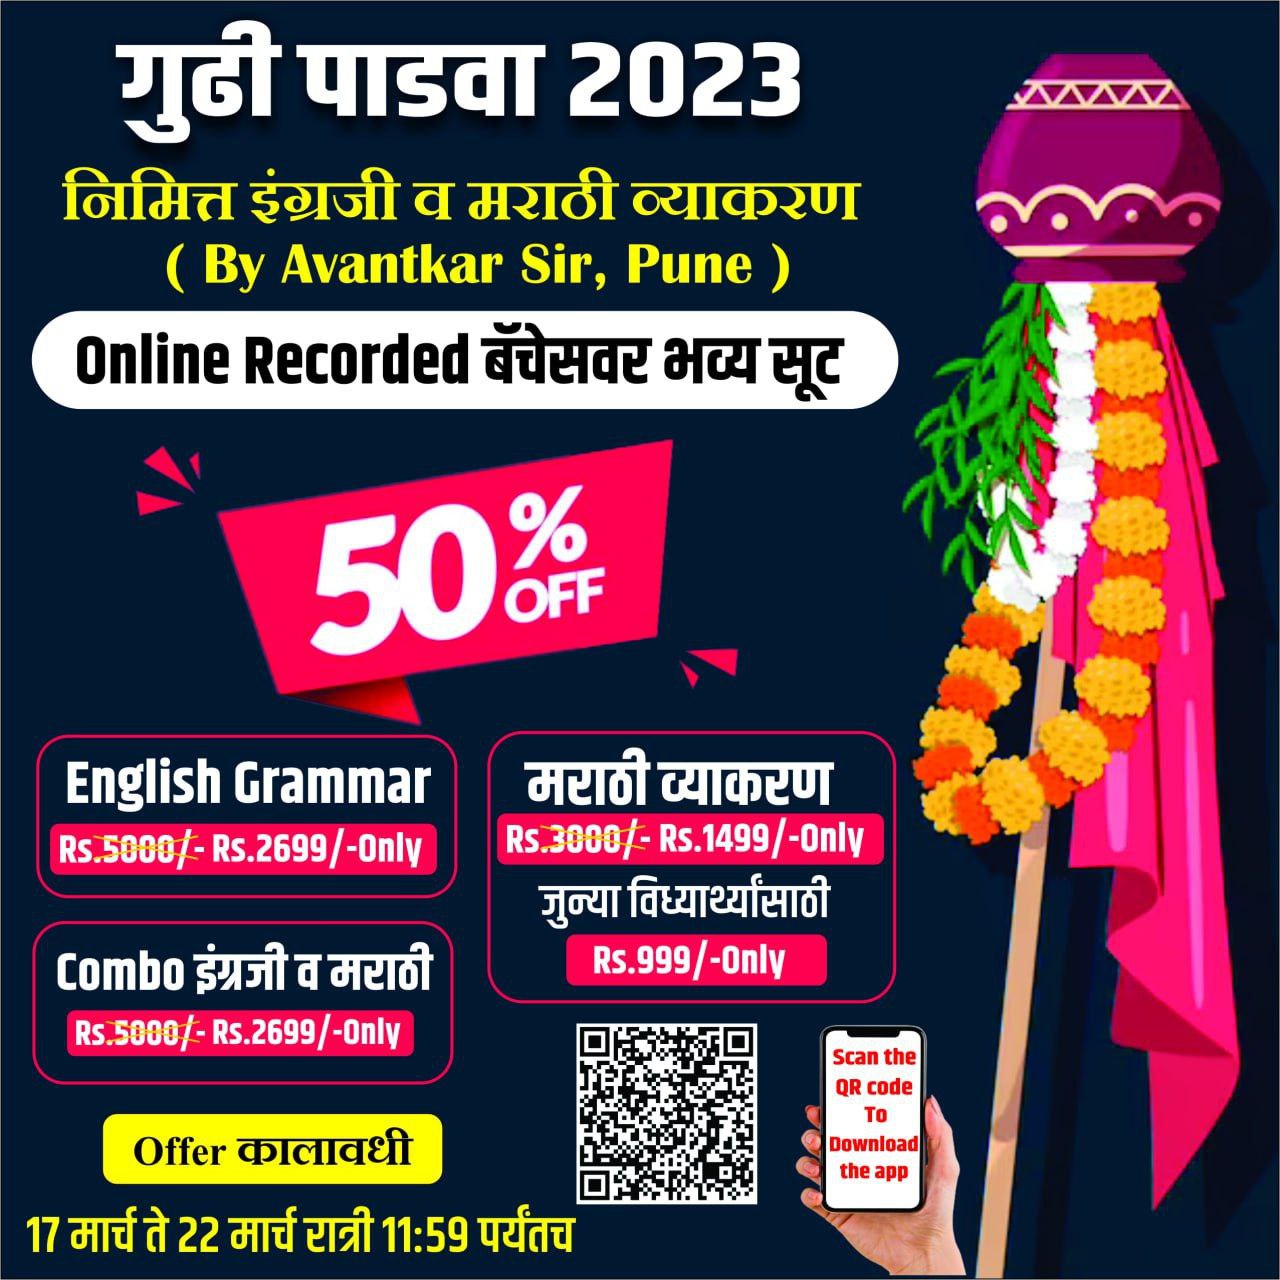 गुढी पाडवा 2023
निमित्त इंग्रजी व मराठी व्याकरण
( By Avantkar Sir, Pune )
Online Recorded बॅचेसवर भव्य सूट
50% OFF
English Grammar
Rs.5000/- Rs.2699/-Only
मराठी व्याकरण
Rs.3000/- Rs.1499/-Only
जुन्या विध्यार्थ्यांसाठी
Rs.999/-Only
Combo इंग्रजी व मराठी
Rs.5000/- Rs.2699/-Only
Scan the
QR code
To
Download
the app
Offer कालावधी
17 मार्च ते 22 मार्च रात्री 11:59 पर्यंतच